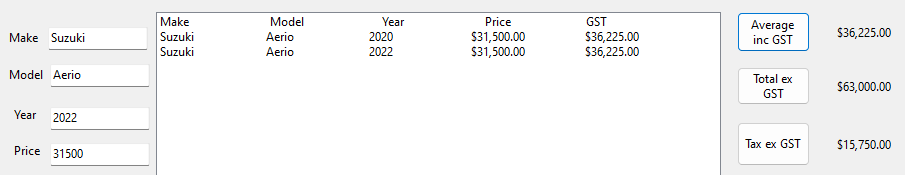 Make Suzuki
Model Aerio
Year 2022
Price 31500
Make Model Year Price GST
Suzuki Aerio 2020 $31,500.00 $36,225.00
Suzuki Aerio 2022 $31,500.00 $36,225.00
Average
inc GST
$36,225.00
Total ex
GST
$63,000.00
Tax ex GST
$15,750.00